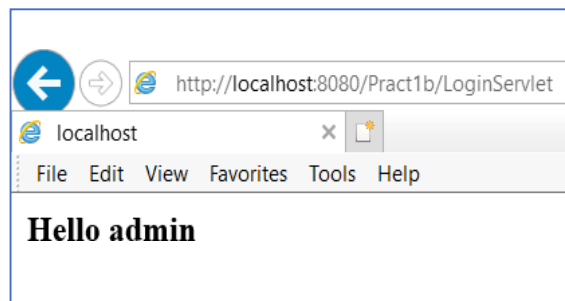 http://localhost:8080/Pract1b/LoginServlet
localhost
File Edit View Favorites Tools Help
Hello admin